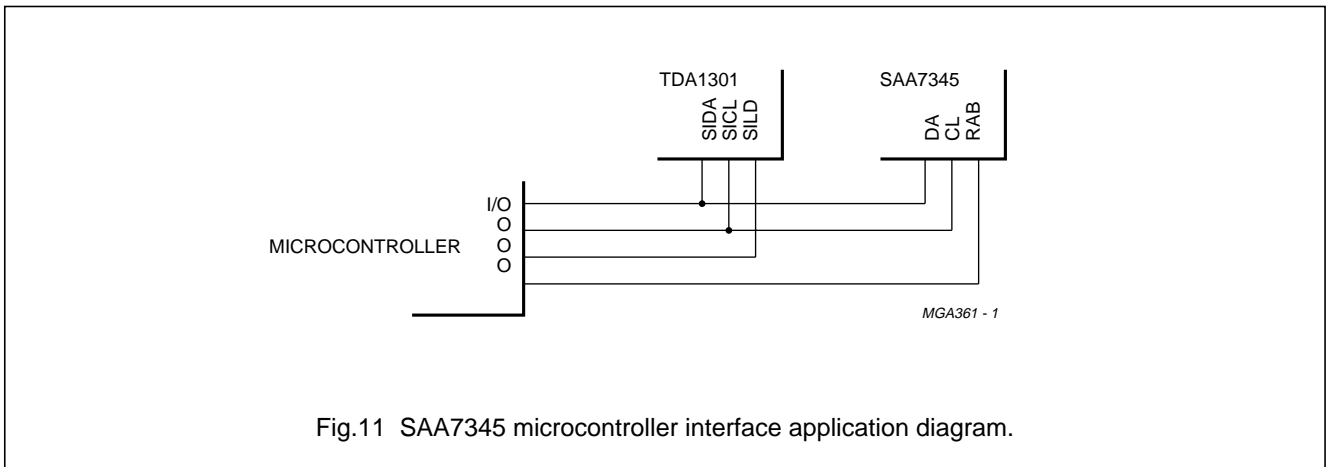 TDA1301
SAA7345
SIDA
SICL
SILD
DA
CL
RAB
I/O
O
O
O
MICROCONTROLLER
MGA361 - 1
Fig.11 SAA7345 microcontroller interface application diagram.